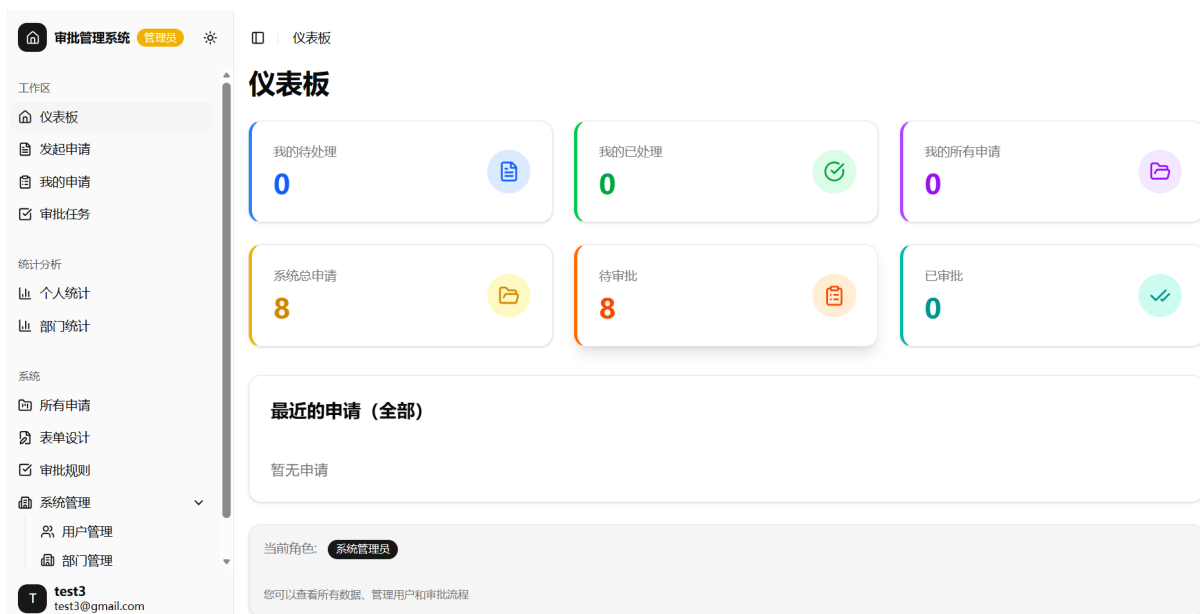 审批管理系统 管理员
工作区
仪表板
发起申请
我的申请
审批任务
统计分析
个人统计
部门统计
系统
所有申请
表单设计
审批规则
系统管理
用户管理
部门管理
T
test3
test3@gmail.com
仪表板
仪表板
我的待处理
0
我的已处理
0
我的所有申请
0
系统总申请
8
待审批
8
已审批
0
最近的申请（全部）
暂无申请
当前角色: 系统管理员
您可以查看所有数据、管理用户和审批流程